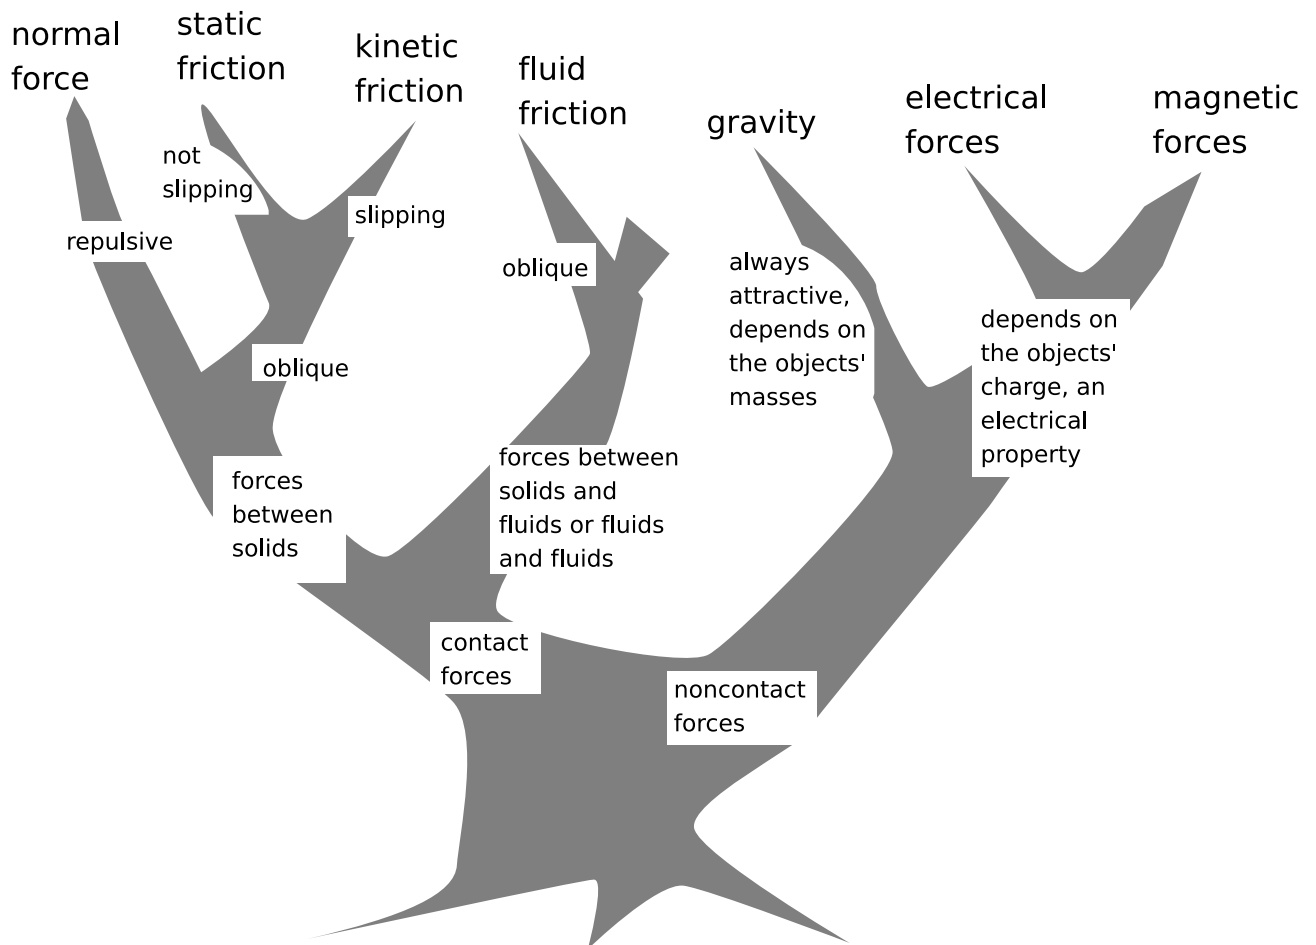 normal
force
static
friction
kinetic
friction
fluid
friction
gravity
electrical
forces
magnetic
forces
not
slipping
slipping
repulsive
oblique
oblique
always
attractive,
depends on
the objects'
masses
depends on
the objects'
charge, an
electrical
property
forces
between
solids
forces between
solids and
fluids or fluids
and fluids
contact
forces
noncontact
forces